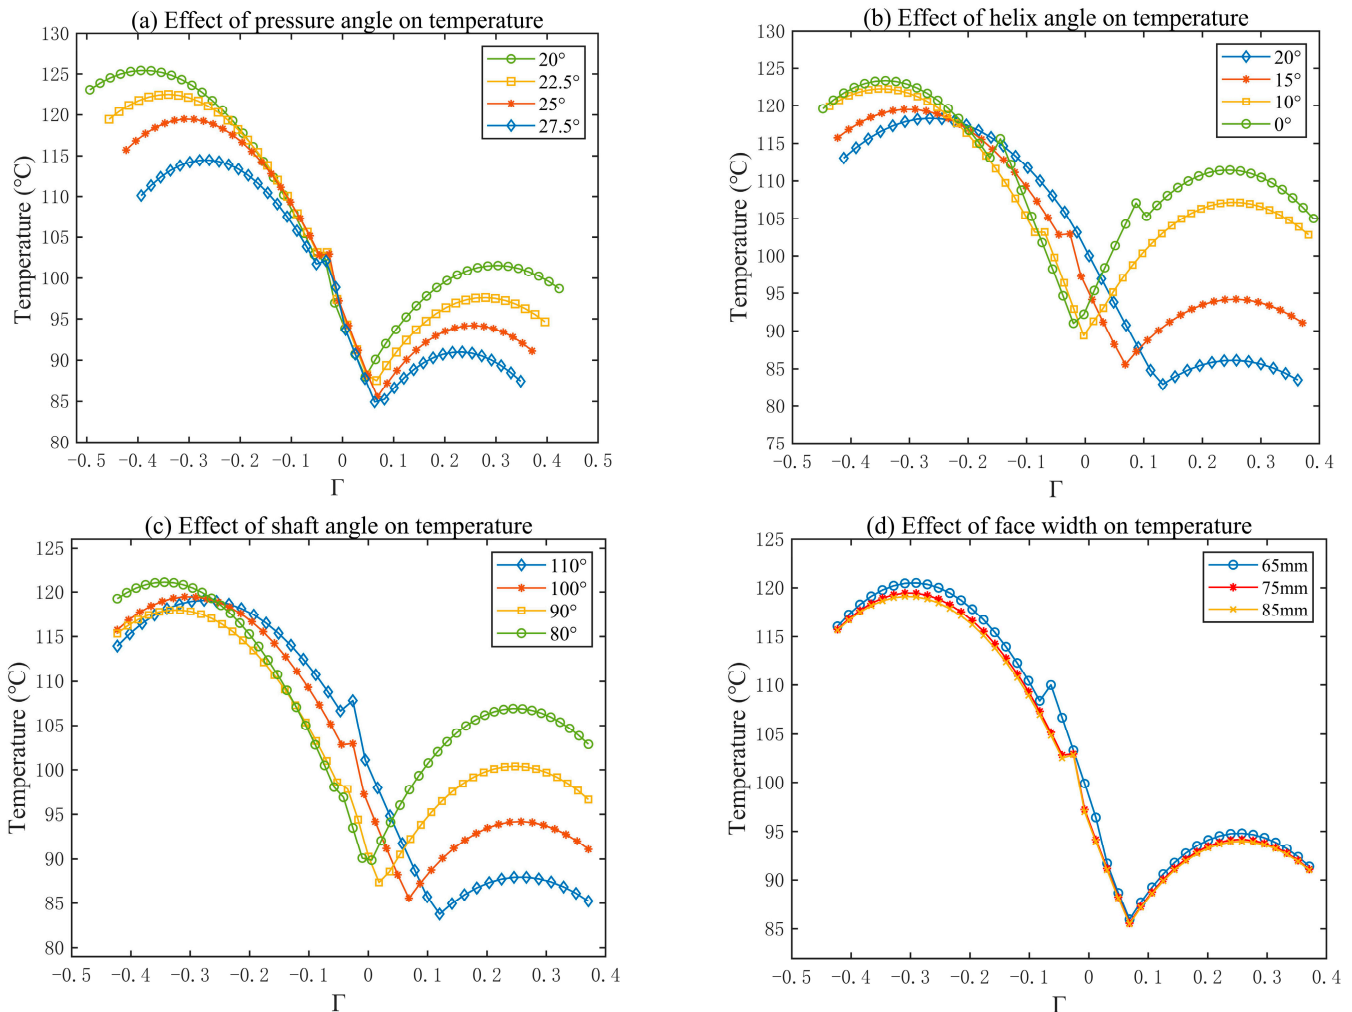 (a) Effect of pressure angle on temperature
130
125
120
115
110
105
100
95
90
85
80
-0.5 -0.4 -0.3 -0.2 -0.1 0 0.1 0.2 0.3 0.4 0.5
Temperature (°C)
Γ
20°
22.5°
25°
27.5°
(b) Effect of helix angle on temperature
130
125
120
115
110
105
100
95
90
85
80
75
-0.5 -0.4 -0.3 -0.2 -0.1 0 0.1 0.2 0.3 0.4
Temperature (°C)
Γ
20°
15°
10°
0°
(c) Effect of shaft angle on temperature
125
120
115
110
105
100
95
90
85
80
-0.5 -0.4 -0.3 -0.2 -0.1 0 0.1 0.2 0.3 0.4
Temperature (°C)
Γ
110°
100°
90°
80°
(d) Effect of face width on temperature
125
120
115
110
105
100
95
90
85
-0.5 -0.4 -0.3 -0.2 -0.1 0 0.1 0.2 0.3 0.4
Temperature (°C)
Γ
65mm
75mm
85mm